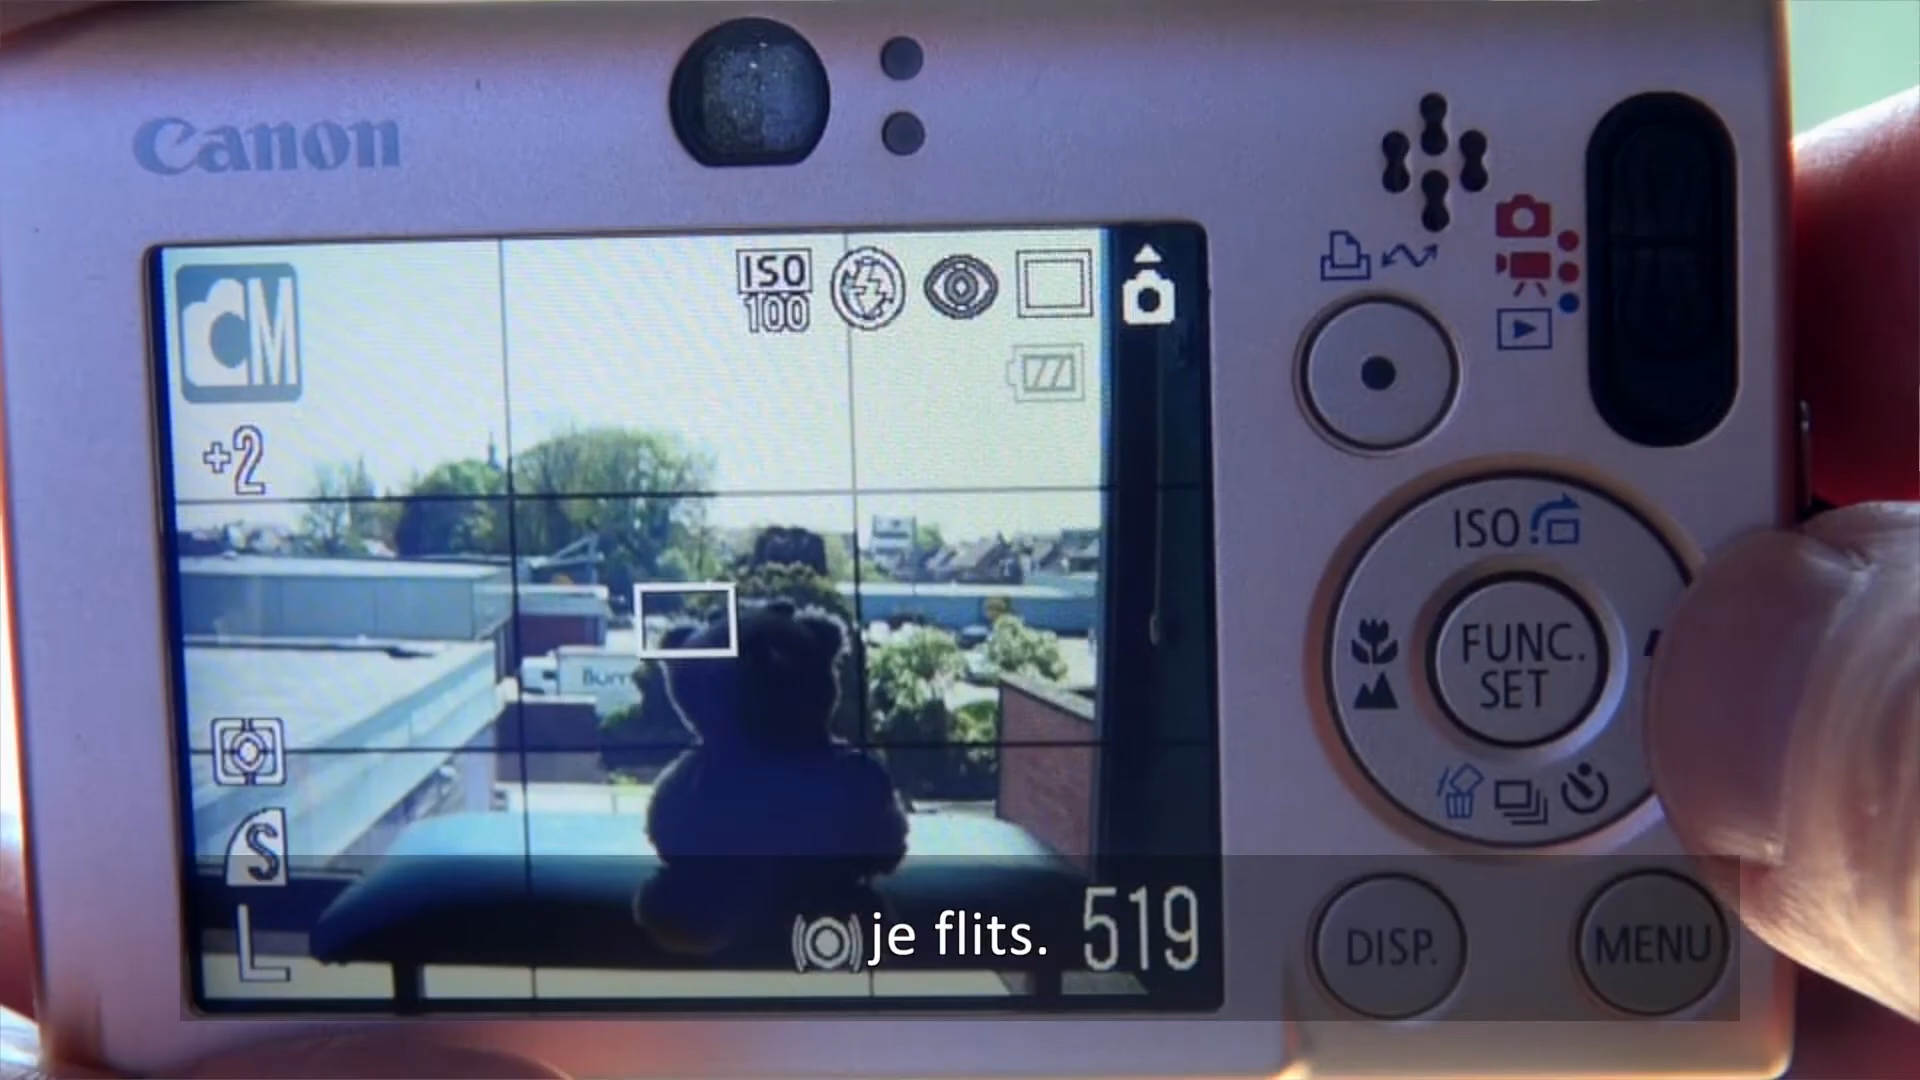 Canon
ISO
100
M
+2
S
L
519
je flits.
ISO
FUNC.
SET
DISP.
MENU